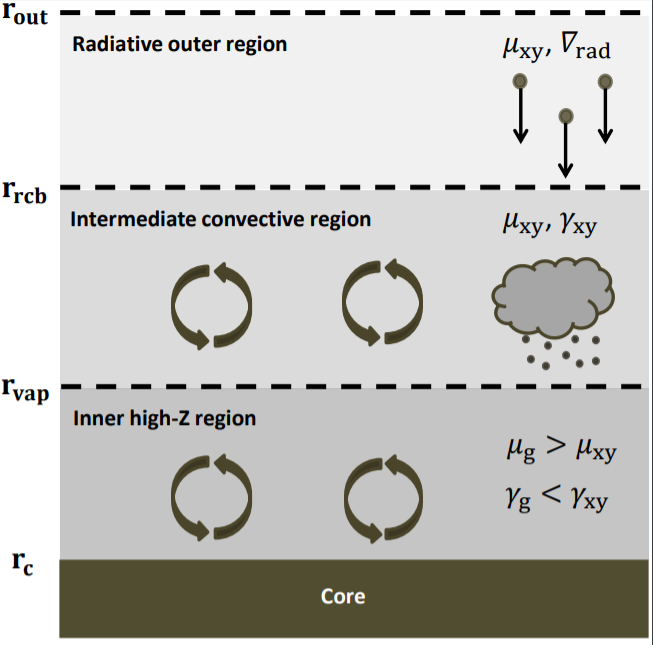 r_out
Radiative outer region
μ_xy, ∇_rad
r_rcb
Intermediate convective region
μ_xy, γ_xy
r_vap
Inner high-Z region
μ_g > μ_xy
γ_g < γ_xy
r_c
Core